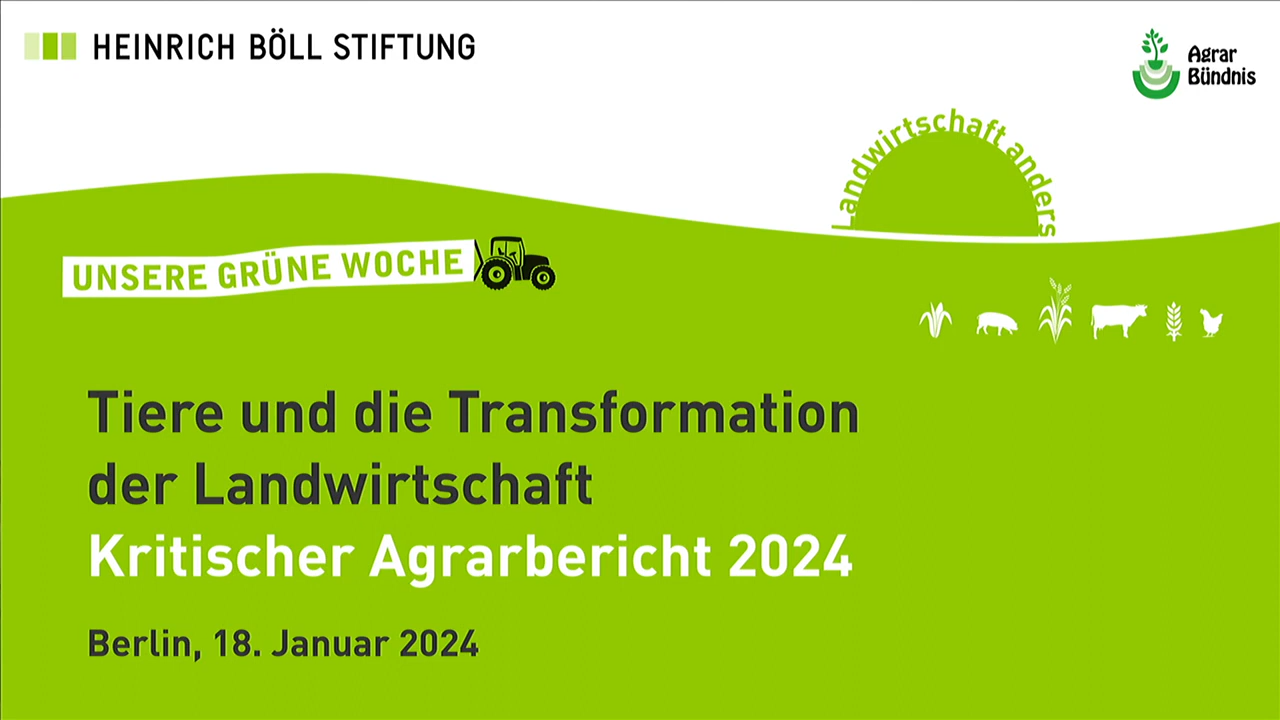 HEINRICH BÖLL STIFTUNG
Agrar
Bündnis
Landwirtschaft anders
UNSERE GRÜNE WOCHE
Tiere und die Transformation
der Landwirtschaft
Kritischer Agrarbericht 2024
Berlin, 18. Januar 2024